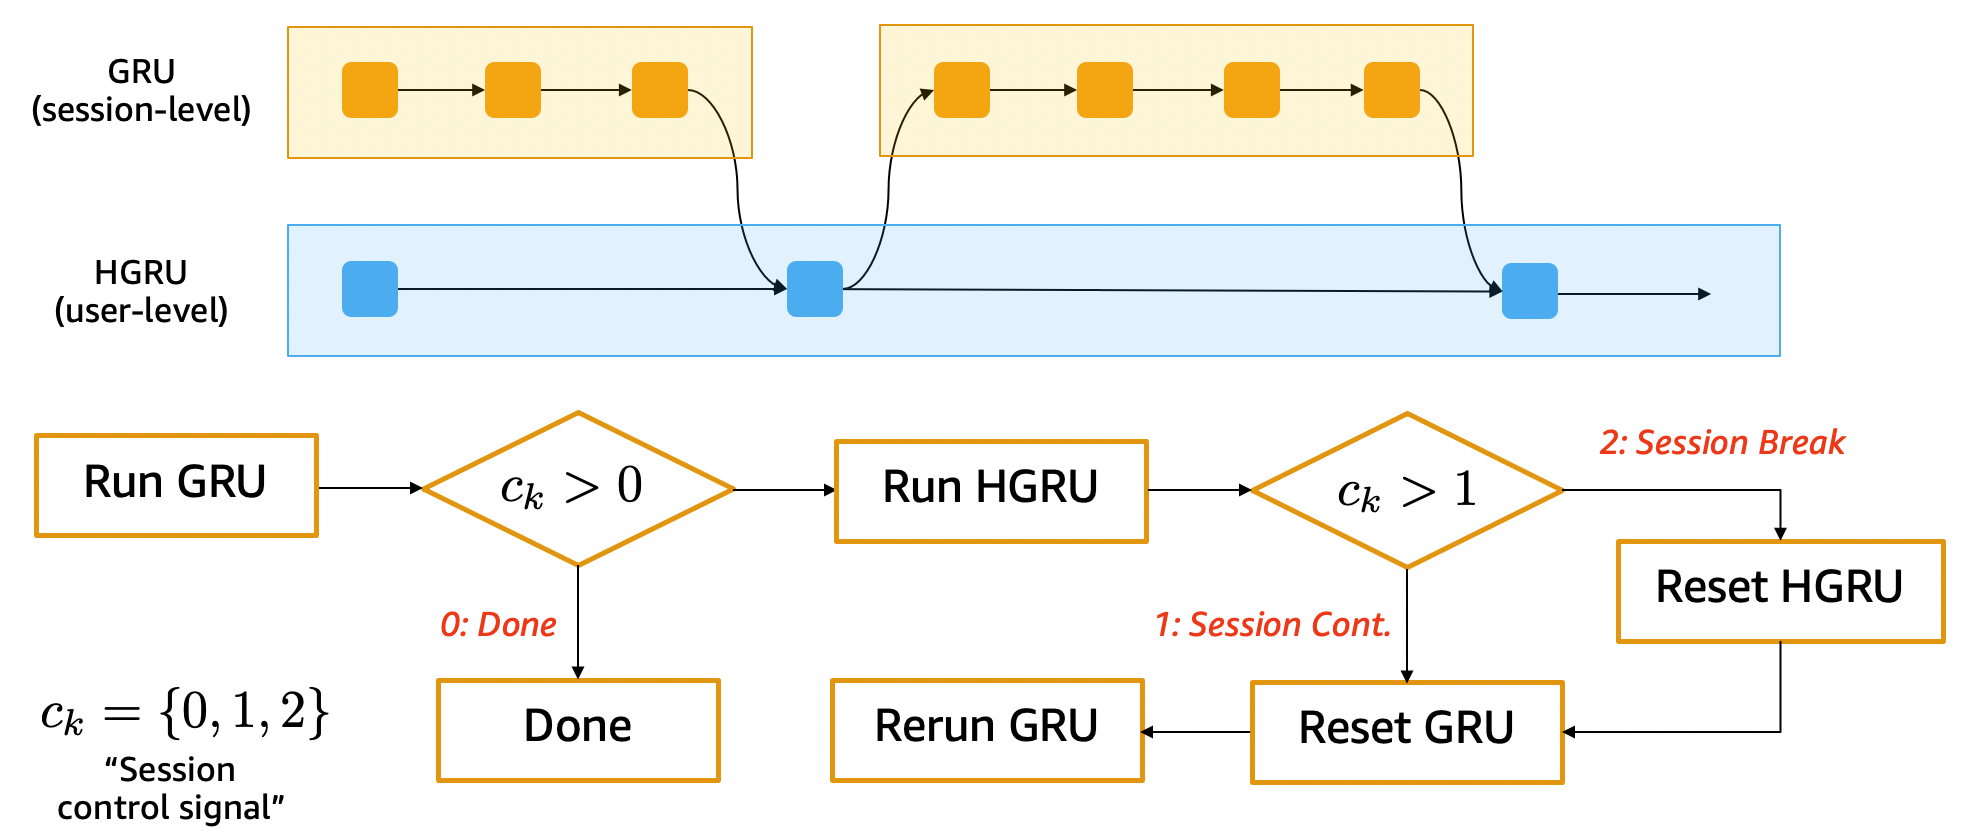 GRU
(session-level)
HGRU
(user-level)
Run GRU
c_k > 0
Run HGRU
c_k > 1
2: Session Break
Reset HGRU
0: Done
1: Session Cont.
Done
Rerun GRU
Reset GRU
c_k = {0, 1, 2}
“Session
control signal”